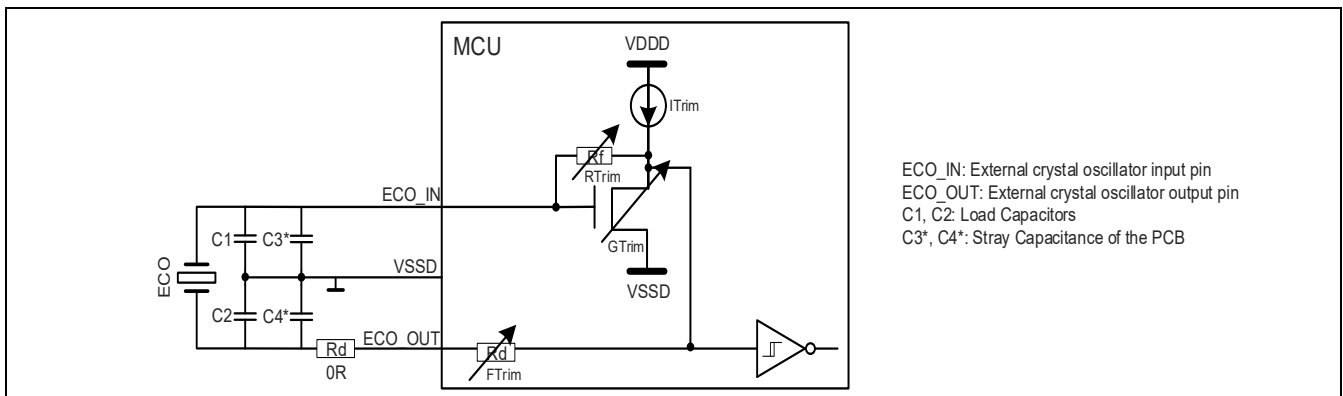 MCU
VDDD
ITrim
Rf
RTrim
ECO_IN
GTrim
C1
C3*
VSSD
VSSD
ECO
C2
C4*
ECO_OUT
Rd
0R
Rd
FTrim
ECO_IN: External crystal oscillator input pin
ECO_OUT: External crystal oscillator output pin
C1, C2: Load Capacitors
C3*, C4*: Stray Capacitance of the PCB